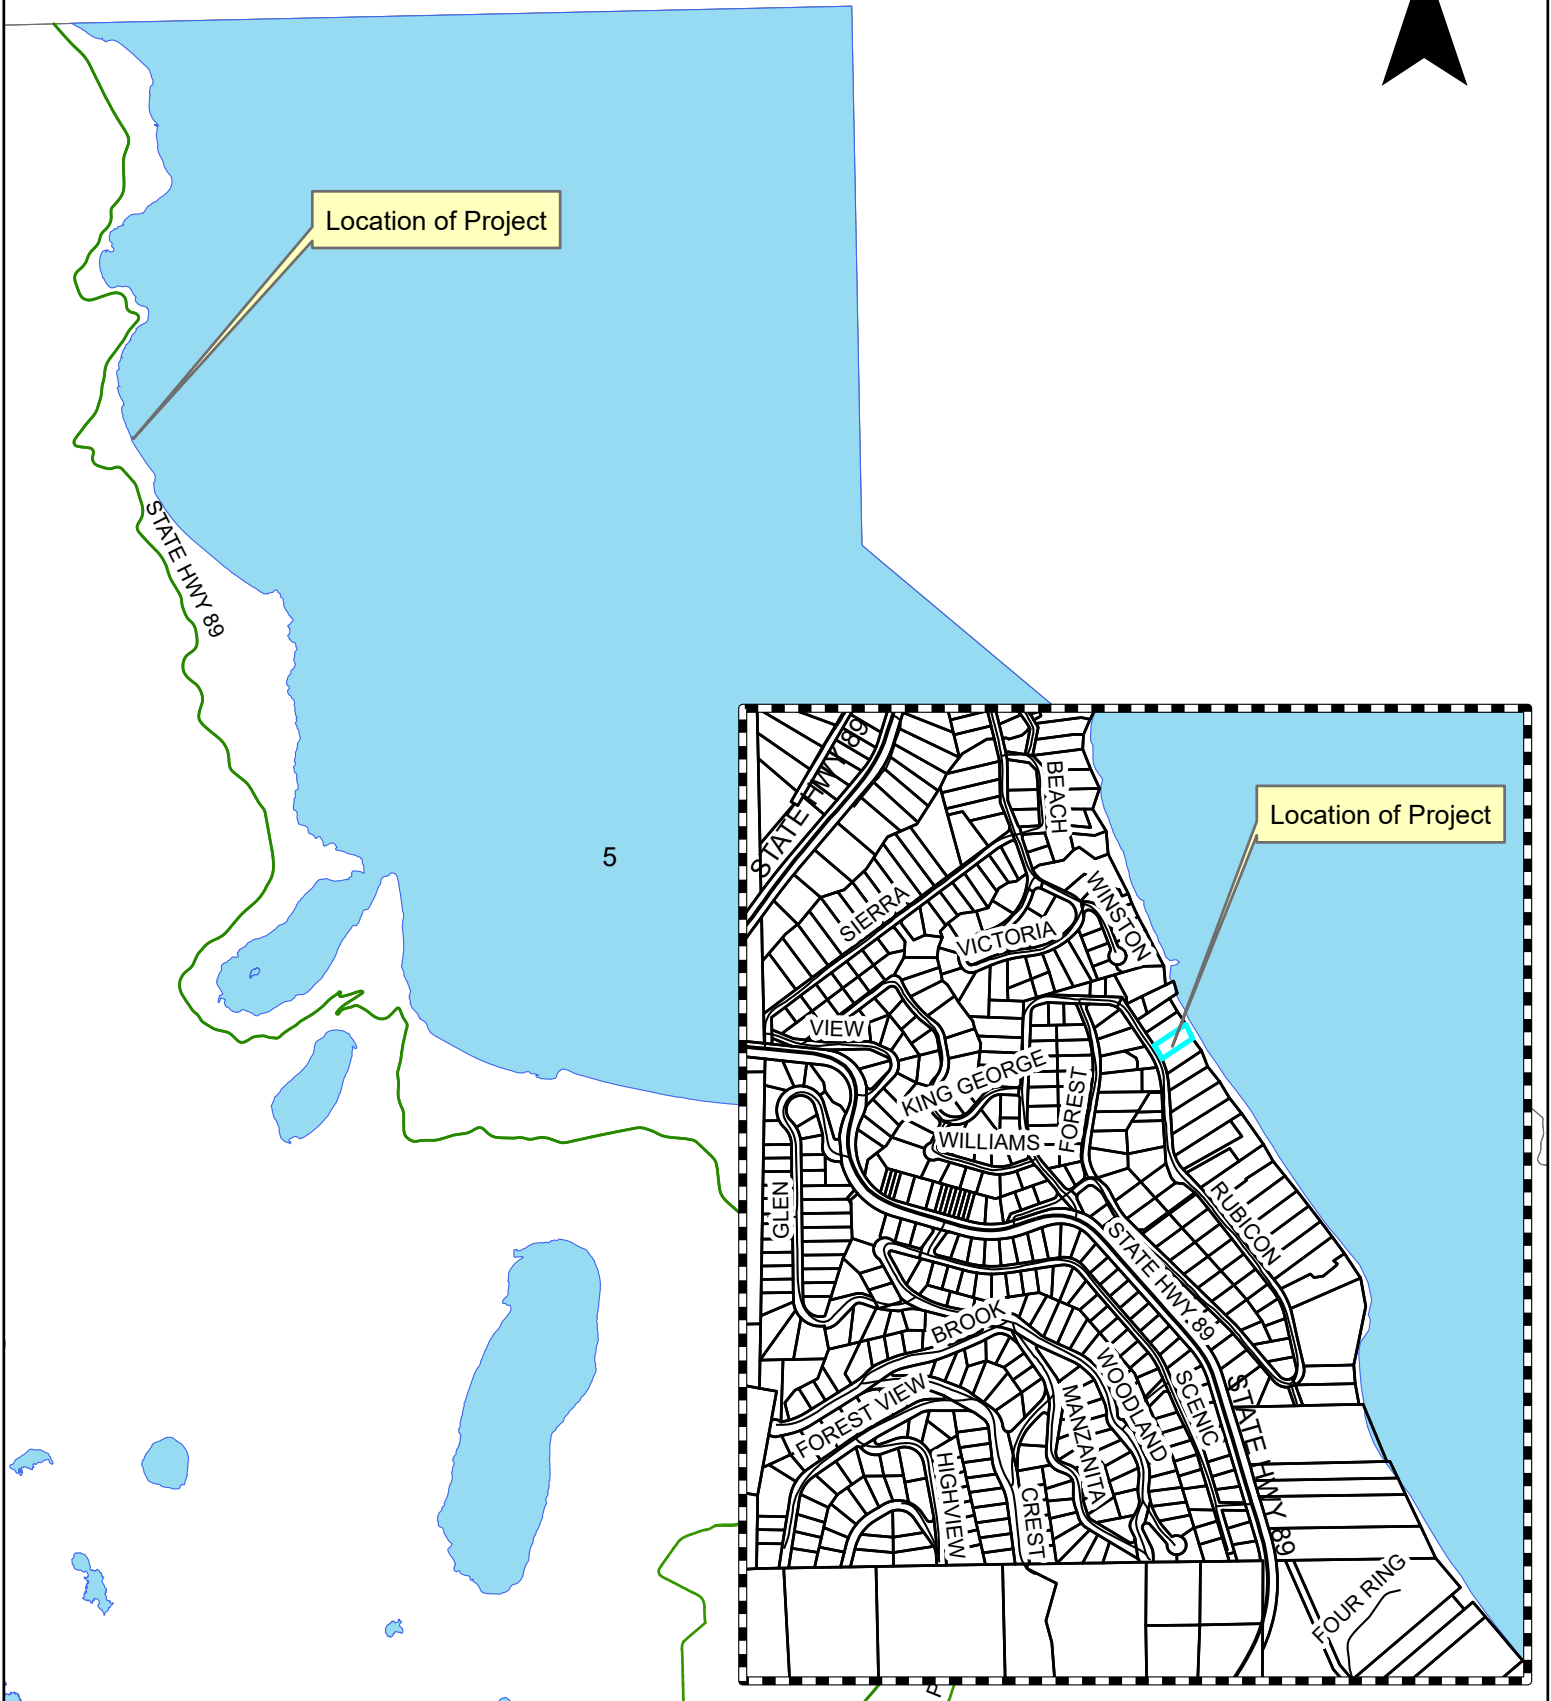 Location of Project
STATE HWY 89
5
STATE HWY 89
BEACH
Location of Project
SIERRA
WINSTON
VICTORIA
VIEW
KING GEORGE
FOREST
WILLIAMS
GLEN
RUBICON
STATE HWY. 89
BROOK
WOODLAND
SCENIC
FOREST VIEW
MANZANITA
STATE HWY 89
HIGHVIEW
CREST
FOUR RING